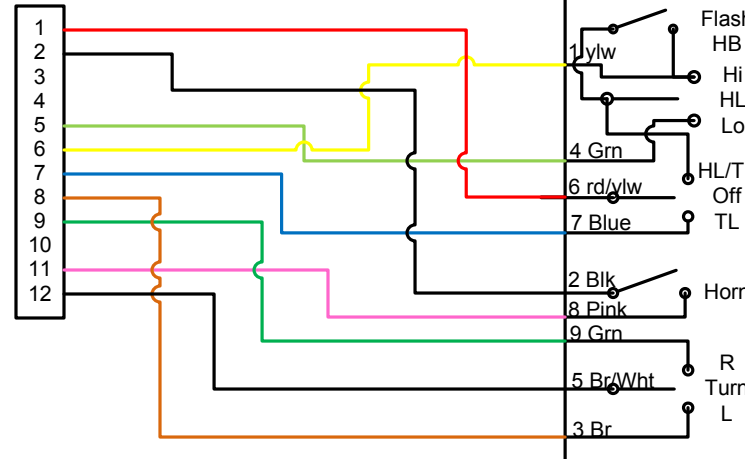 1
2
3
4
5
6
7
8
9
10
11
12
1 ylw
4 Grn
6 rd/ylw
7 Blue
2 Blk
8 Pink
9 Grn
5 Br/Wht
3 Br
Flash
HB
Hi
HL
Lo
HL/T
Off
TL
Horn
R
Turn
L